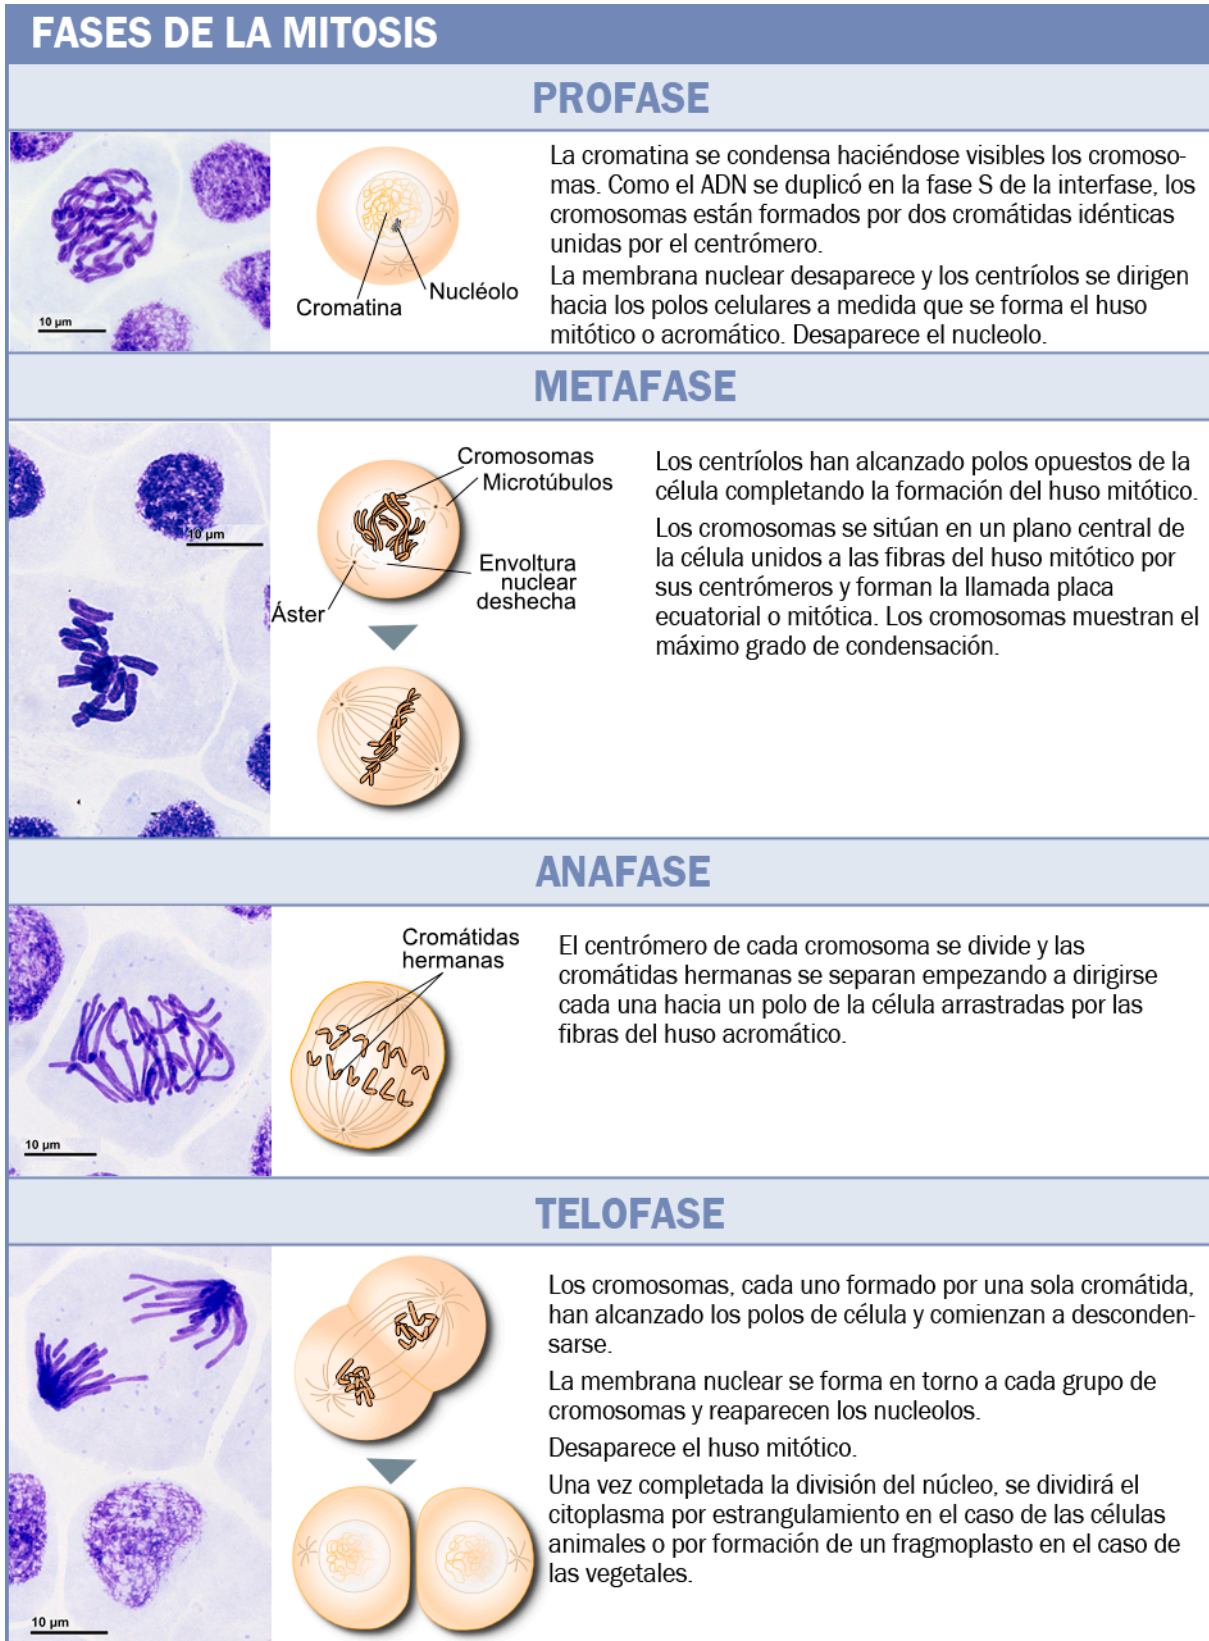 FASES DE LA MITOSIS
PROFASE
La cromatina se condensa haciéndose visibles los cromoso-
mas. Como el ADN se duplicó en la fase S de la interfase, los
cromosomas están formados por dos cromátidas idénticas
unidas por el centrómero.
La membrana nuclear desaparece y los centríolos se dirigen
hacia los polos celulares a medida que se forma el huso
mitótico o acromático. Desaparece el nucleolo.
Cromatina
Nucléolo
10 µm
METAFASE
Cromosomas
Microtúbulos
Envoltura
nuclear
deshecha
Áster
10 µm
Los centríolos han alcanzado polos opuestos de la
célula completando la formación del huso mitótico.
Los cromosomas se sitúan en un plano central de
la célula unidos a las fibras del huso mitótico por
sus centrómeros y forman la llamada placa
ecuatorial o mitótica. Los cromosomas muestran el
máximo grado de condensación.
ANAFASE
Cromátidas
hermanas
10 µm
El centrómero de cada cromosoma se divide y las
cromátidas hermanas se separan empezando a dirigirse
cada una hacia un polo de la célula arrastradas por las
fibras del huso acromático.
TELOFASE
Los cromosomas, cada uno formado por una sola cromátida,
han alcanzado los polos de célula y comienzan a desconden-
sarse.
La membrana nuclear se forma en torno a cada grupo de
cromosomas y reaparecen los nucleolos.
Desaparece el huso mitótico.
Una vez completada la división del núcleo, se dividirá el
citoplasma por estrangulamiento en el caso de las células
animales o por formación de un fragmoplasto en el caso de
las vegetales.
10 µm